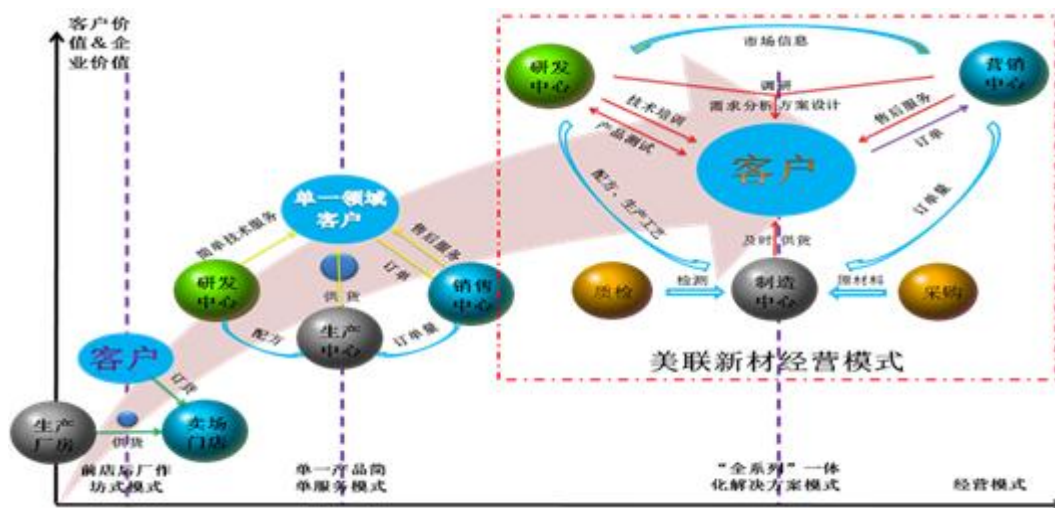 客户价
值&企
业价值
研发
中心
市场信息
营销
中心
调研
需求分析 方案设计
技术培训
产品测试
售后服务
订单
客户
配方、生产工艺
订单量
及时 供货
质检
检测
制造
中心
原材料
采购
美联新材经营模式
单一领域
客户
简单技术服务
售后服务
订单
研发
中心
供 货
销售
中心
配方
生产
中心
订单量
客户
订货
生产
厂房
供货
卖场
门店
前店后厂作
坊式模式
单一产品简
单服务模式
“全系列”一体
化解决方案模式
经营模式